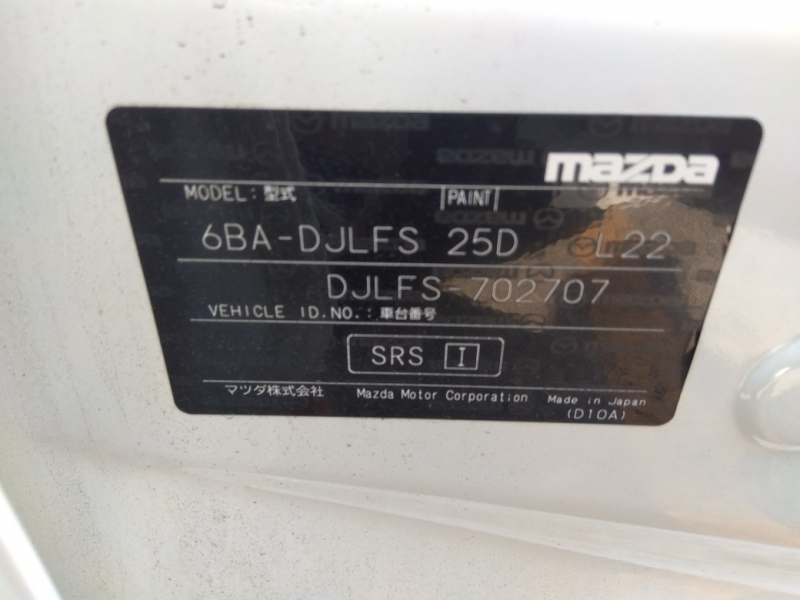 mazda
MODEL:型式 PAINT
6BA-DJLFS 25D L22
DJLFS-702707
VEHICLE ID.NO.:車台番号
SRS I
マツダ株式会社 Mazda Motor Corporation Made in Japan
(D10A)